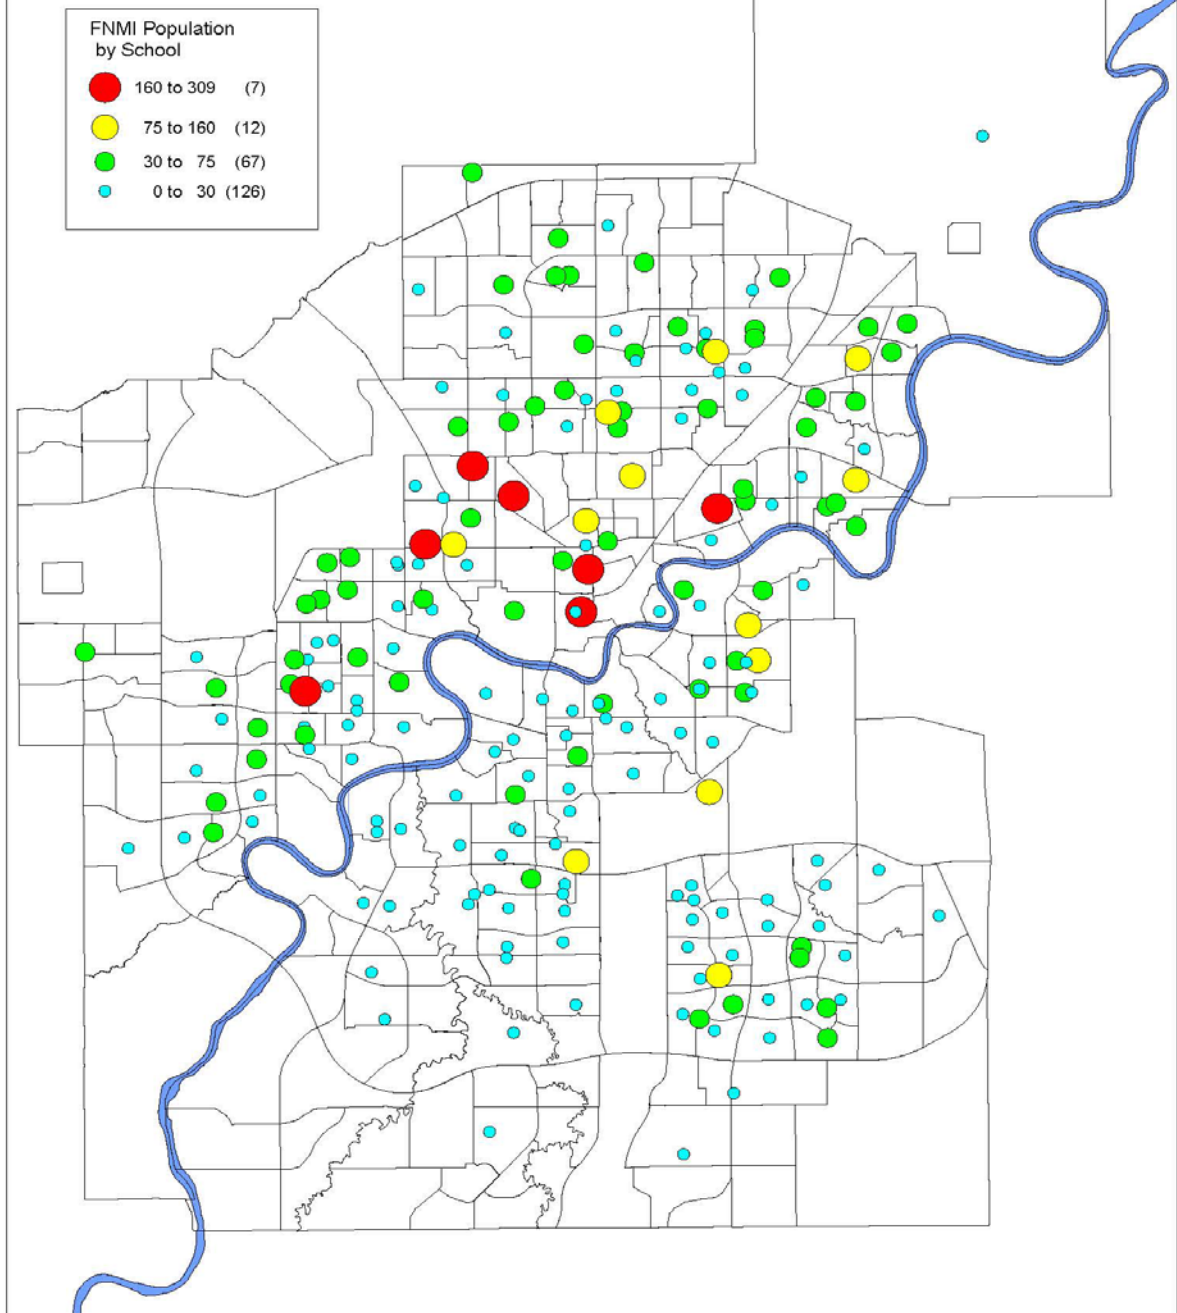 FNMI Population
by School
160 to 309 (7)
75 to 160 (12)
30 to 75 (67)
0 to 30 (126)